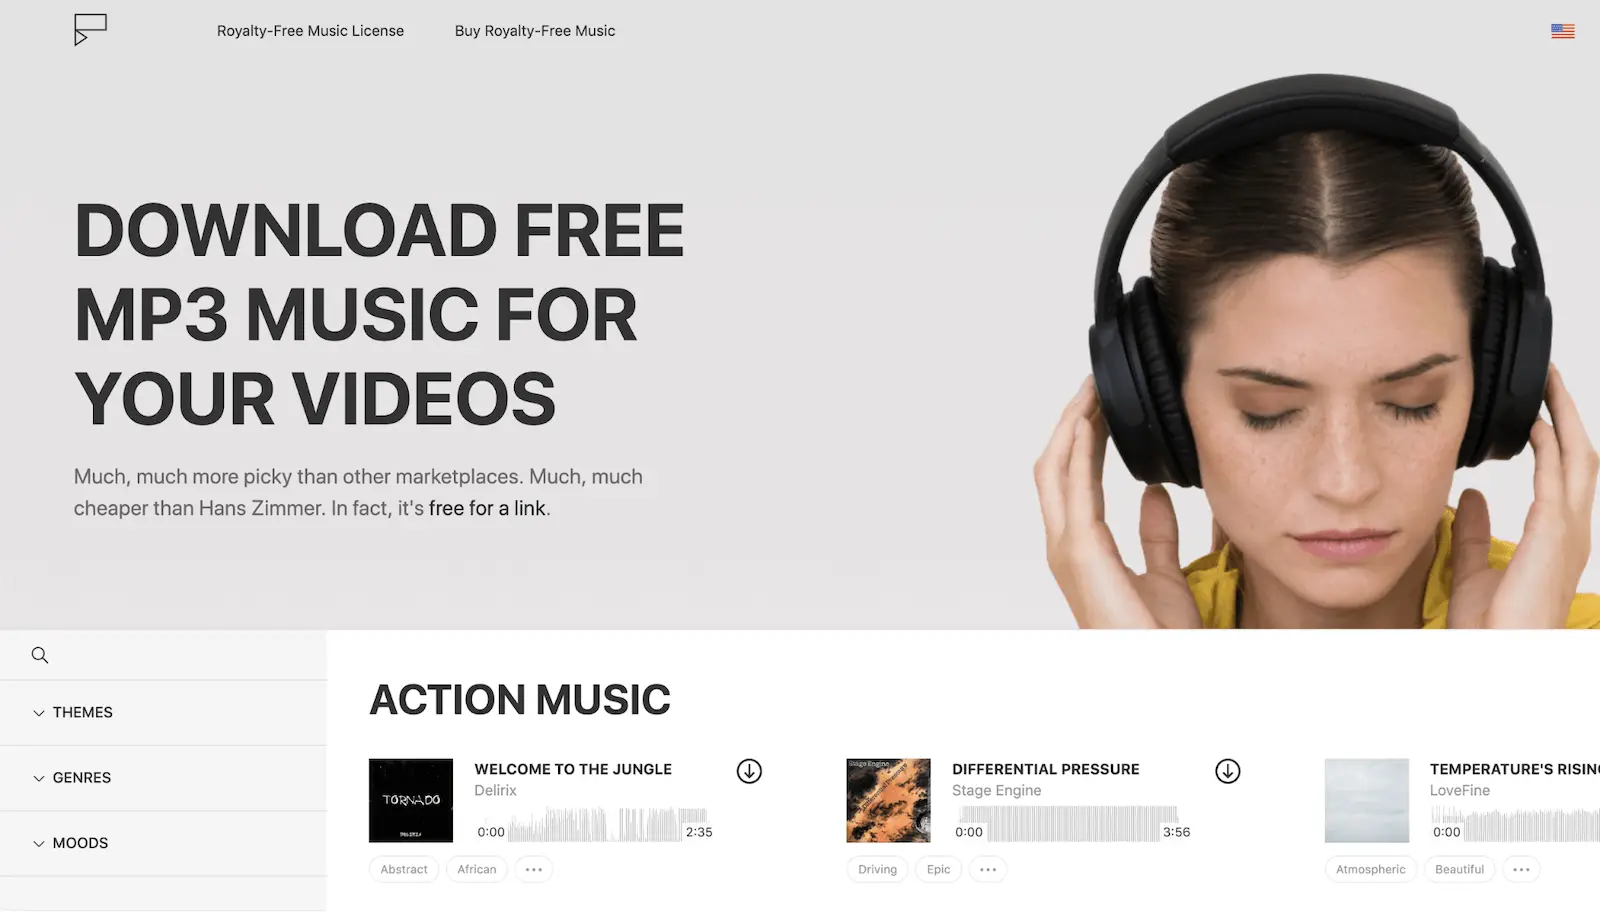 Royalty-Free Music License
Buy Royalty-Free Music
DOWNLOAD FREE
MP3 MUSIC FOR
YOUR VIDEOS
Much, much more picky than other marketplaces. Much, much
cheaper than Hans Zimmer. In fact, it's free for a link.
THEMES
GENRES
MOODS
ACTION MUSIC
TORNADO
WELCOME TO THE JUNGLE
Delirix
0:00
2:35
Abstract
African
Stage Engine
DIFFERENTIAL PRESSURE
Stage Engine
0:00
3:56
Driving
Epic
TEMPERATURE'S RISIN
LoveFine
0:00
Atmospheric
Beautiful